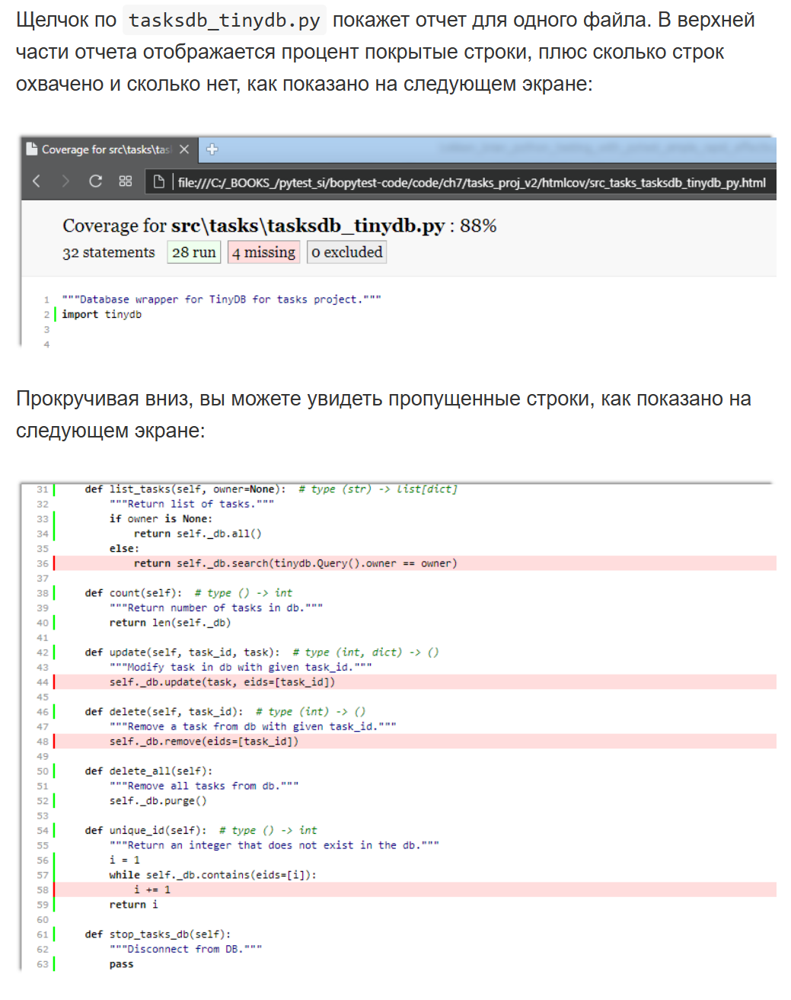 Щелчок по tasksdb_tinydb.py покажет отчет для одного файла. В верхней
части отчета отображается процент покрытые строки, плюс сколько строк
охвачено и сколько нет, как показано на следующем экране:
Coverage for src\tasks\tas
file:///C:/_BOOKS_/pytest_si/bopytest-code/code/ch7/tasks_proj_v2/htmlcov/src_tasks_tasksdb_tinydb_py.html
Coverage for src\tasks\tasksdb_tinydb.py : 88%
32 statements 28 run 4 missing 0 excluded
1 """Database wrapper for TinyDB for tasks project."""
2 import tinydb
3
4
Прокручивая вниз, вы можете увидеть пропущенные строки, как показано на
следующем экране:
31 def list_tasks(self, owner=None): # type (str) -> list[dict]
32 """Return list of tasks."""
33 if owner is None:
34 return self._db.all()
35 else:
36 return self._db.search(tinydb.Query().owner == owner)
37
38 def count(self): # type () -> int
39 """Return number of tasks in db."""
40 return len(self._db)
41
42 def update(self, task_id, task): # type (int, dict) -> ()
43 """Modify task in db with given task_id."""
44 self._db.update(task, eids=[task_id])
45
46 def delete(self, task_id): # type (int) -> ()
47 """Remove a task from db with given task_id."""
48 self._db.remove(eids=[task_id])
49
50 def delete_all(self):
51 """Remove all tasks from db."""
52 self._db.purge()
53
54 def unique_id(self): # type () -> int
55 """Return an integer that does not exist in the db."""
56 i = 1
57 while self._db.contains(eids=[i]):
58 i += 1
59 return i
60
61 def stop_tasks_db(self):
62 """Disconnect from DB."""
63 pass